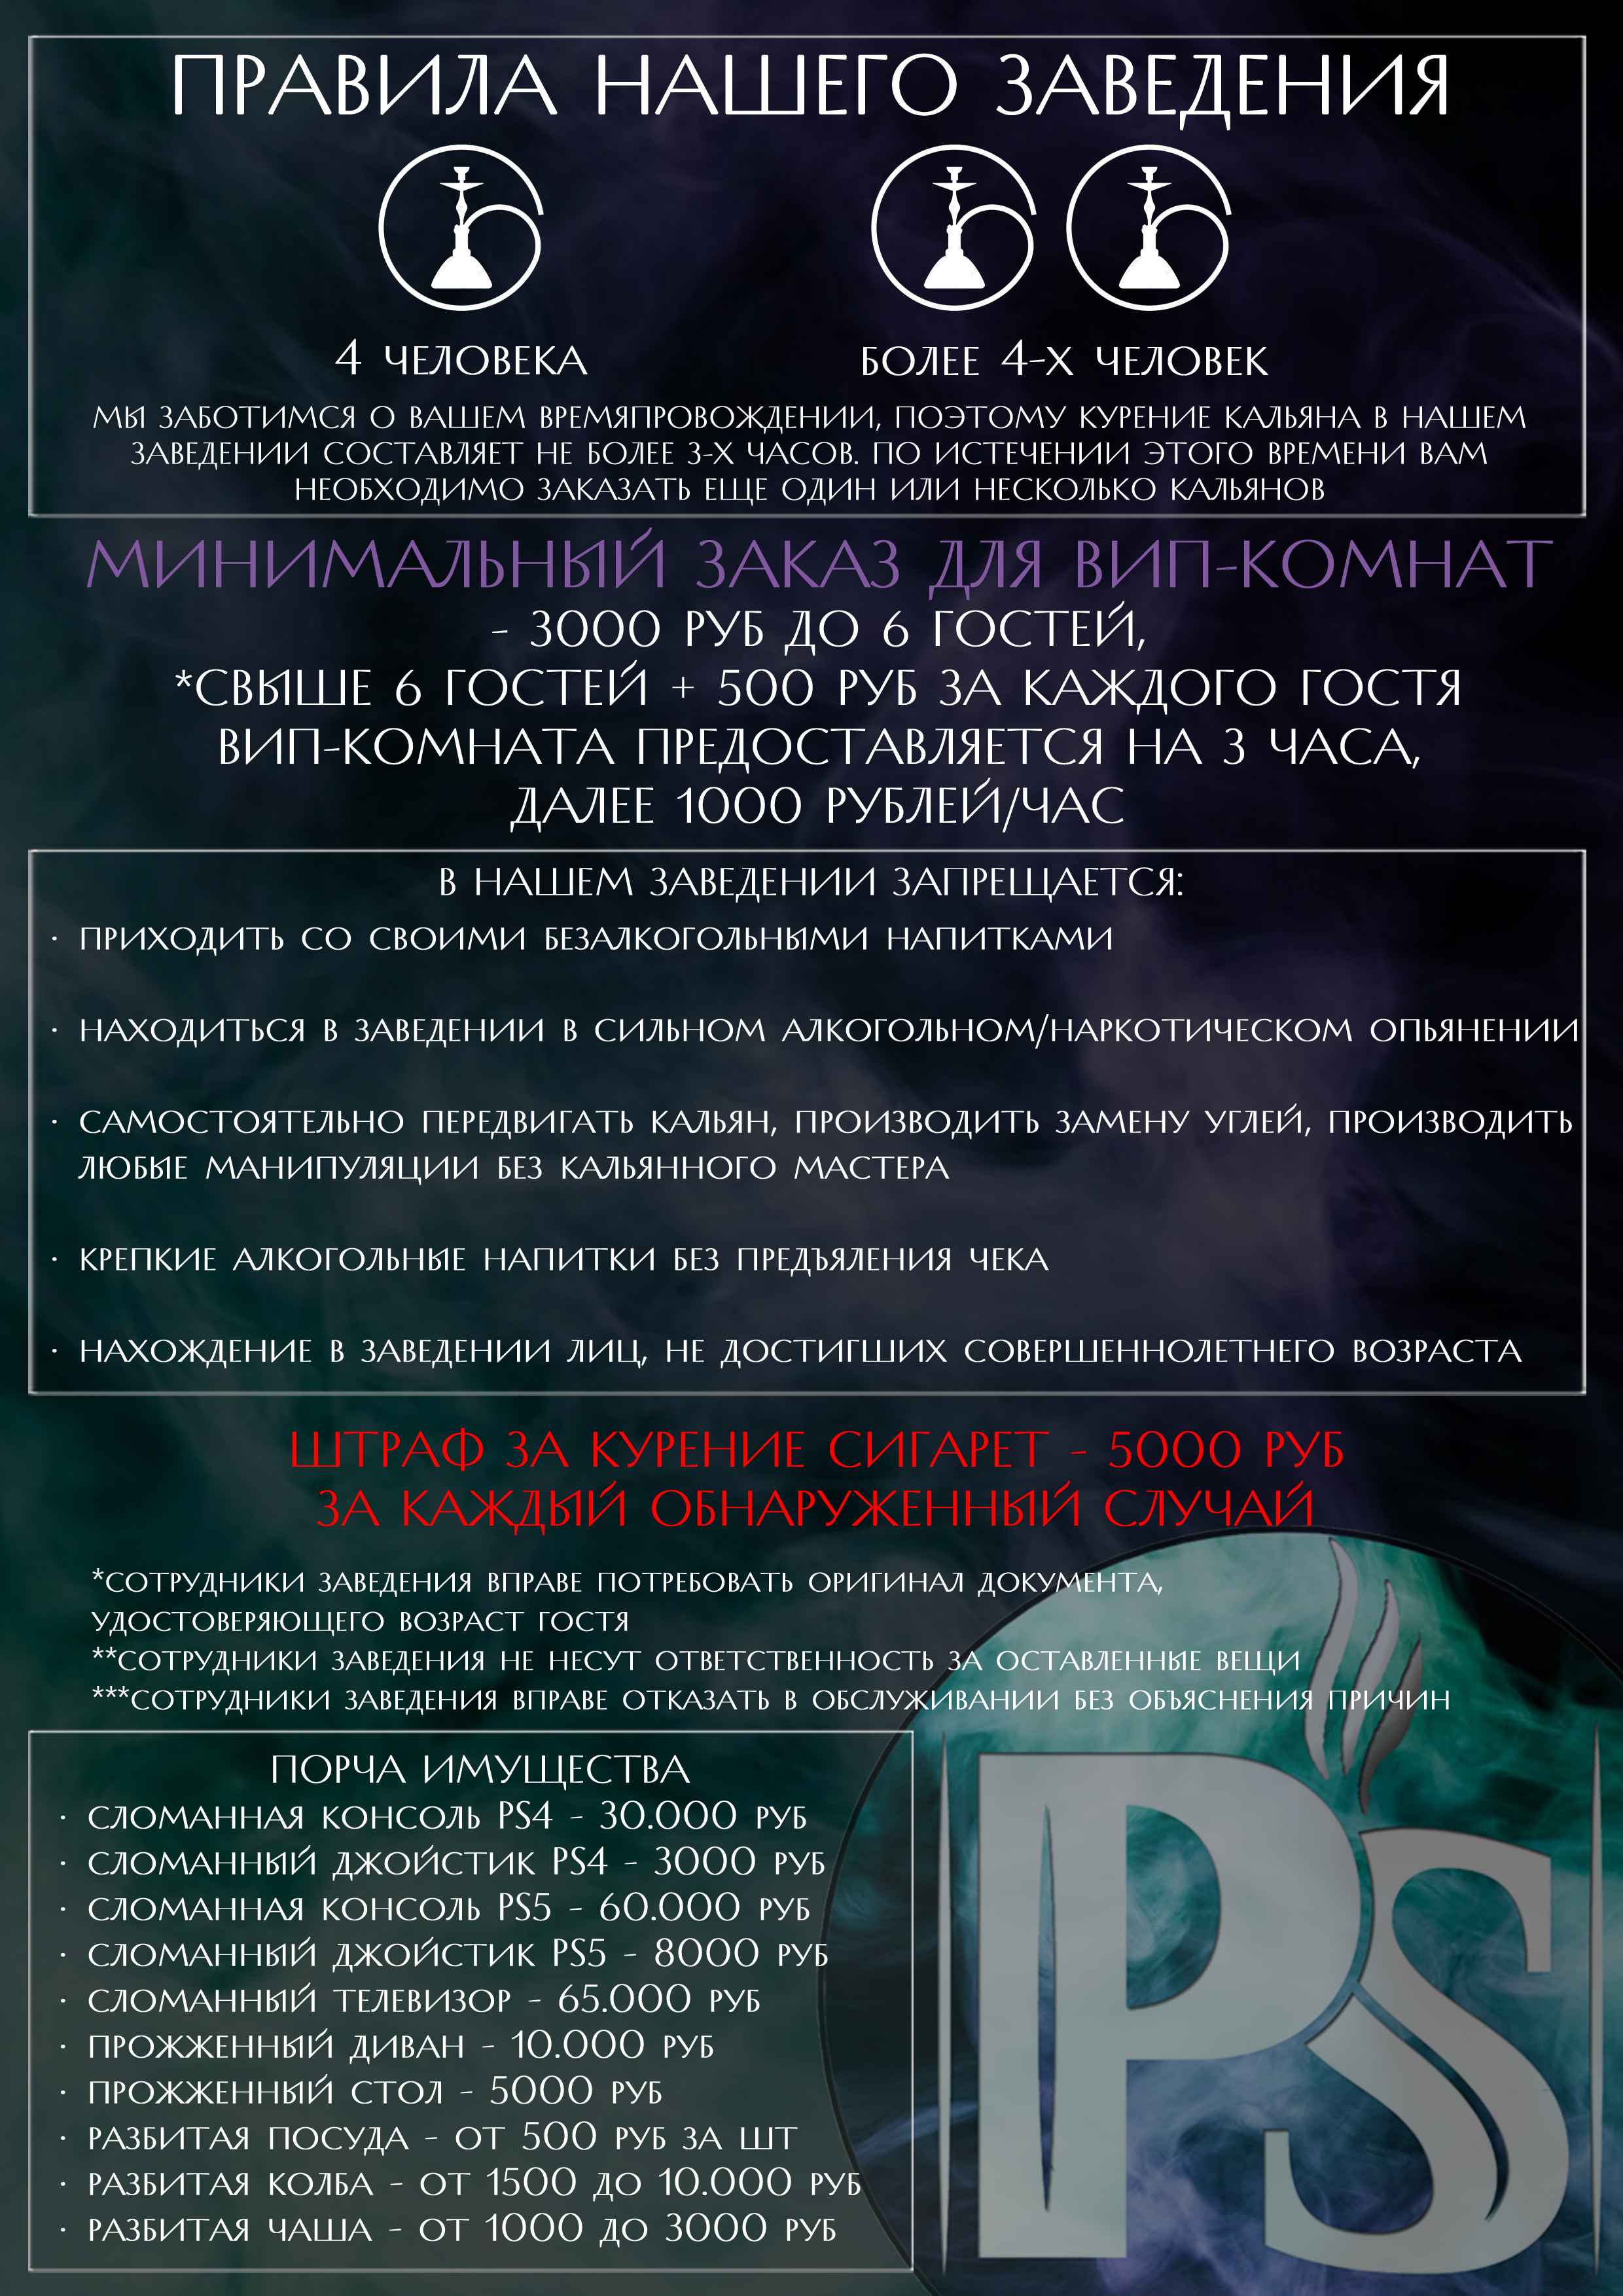 ПРАВИЛА НАШЕГО ЗАВЕДЕНИЯ
4 ЧЕЛОВЕКА
БОЛЕЕ 4-Х ЧЕЛОВЕК
МЫ ЗАБОТИМСЯ О ВАШЕМ ВРЕМЯПРОВОЖДЕНИИ, ПОЭТОМУ КУРЕНИЕ КАЛЬЯНА В НАШЕМ
ЗАВЕДЕНИИ СОСТАВЛЯЕТ НЕ БОЛЕЕ 3-Х ЧАСОВ. ПО ИСТЕЧЕНИИ ЭТОГО ВРЕМЕНИ ВАМ
НЕОБХОДИМО ЗАКАЗАТЬ ЕЩЕ ОДИН ИЛИ НЕСКОЛЬКО КАЛЬЯНОВ
МИНИМАЛЬНЫЙ ЗАКАЗ ДЛЯ ВИП-КОМНАТ
- 3000 РУБ ДО 6 ГОСТЕЙ,
*СВЫШЕ 6 ГОСТЕЙ + 500 РУБ ЗА КАЖДОГО ГОСТЯ
ВИП-КОМНАТА ПРЕДОСТАВЛЯЕТСЯ НА 3 ЧАСА,
ДАЛЕЕ 1000 РУБЛЕЙ/ЧАС
В НАШЕМ ЗАВЕДЕНИИ ЗАПРЕЩАЕТСЯ:
· ПРИХОДИТЬ СО СВОИМИ БЕЗАЛКОГОЛЬНЫМИ НАПИТКАМИ
· НАХОДИТЬСЯ В ЗАВЕДЕНИИ В СИЛЬНОМ АЛКОГОЛЬНОМ/НАРКОТИЧЕСКОМ ОПЬЯНЕНИИ
· САМОСТОЯТЕЛЬНО ПЕРЕДВИГАТЬ КАЛЬЯН, ПРОИЗВОДИТЬ ЗАМЕНУ УГЛЕЙ, ПРОИЗВОДИТЬ
ЛЮБЫЕ МАНИПУЛЯЦИИ БЕЗ КАЛЬЯННОГО МАСТЕРА
· КРЕПКИЕ АЛКОГОЛЬНЫЕ НАПИТКИ БЕЗ ПРЕДЪЯЛЕНИЯ ЧЕКА
· НАХОЖДЕНИЕ В ЗАВЕДЕНИИ ЛИЦ, НЕ ДОСТИГШИХ СОВЕРШЕННОЛЕТНЕГО ВОЗРАСТА
ШТРАФ ЗА КУРЕНИЕ СИГАРЕТ - 5000 РУБ
ЗА КАЖДЫЙ ОБНАРУЖЕННЫЙ СЛУЧАЙ
*СОТРУДНИКИ ЗАВЕДЕНИЯ ВПРАВЕ ПОТРЕБОВАТЬ ОРИГИНАЛ ДОКУМЕНТА,
УДОСТОВЕРЯЮЩЕГО ВОЗРАСТ ГОСТЯ
**СОТРУДНИКИ ЗАВЕДЕНИЯ НЕ НЕСУТ ОТВЕТСТВЕННОСТЬ ЗА ОСТАВЛЕННЫЕ ВЕЩИ
***СОТРУДНИКИ ЗАВЕДЕНИЯ ВПРАВЕ ОТКАЗАТЬ В ОБСЛУЖИВАНИИ БЕЗ ОБЪЯСНЕНИЯ ПРИЧИН
ПОРЧА ИМУЩЕСТВА
· СЛОМАННАЯ КОНСОЛЬ PS4 - 30.000 РУБ
· СЛОМАННЫЙ ДЖОЙСТИК PS4 - 3000 РУБ
· СЛОМАННАЯ КОНСОЛЬ PS5 - 60.000 РУБ
· СЛОМАННЫЙ ДЖОЙСТИК PS5 - 8000 РУБ
· СЛОМАННЫЙ ТЕЛЕВИЗОР - 65.000 РУБ
· ПРОЖЖЕННЫЙ ДИВАН - 10.000 РУБ
· ПРОЖЖЕННЫЙ СТОЛ - 5000 РУБ
· РАЗБИТАЯ ПОСУДА - ОТ 500 РУБ ЗА ШТ
· РАЗБИТАЯ КОЛБА - ОТ 1500 ДО 10.000 РУБ
· РАЗБИТАЯ ЧАША - ОТ 1000 ДО 3000 РУБ
PS